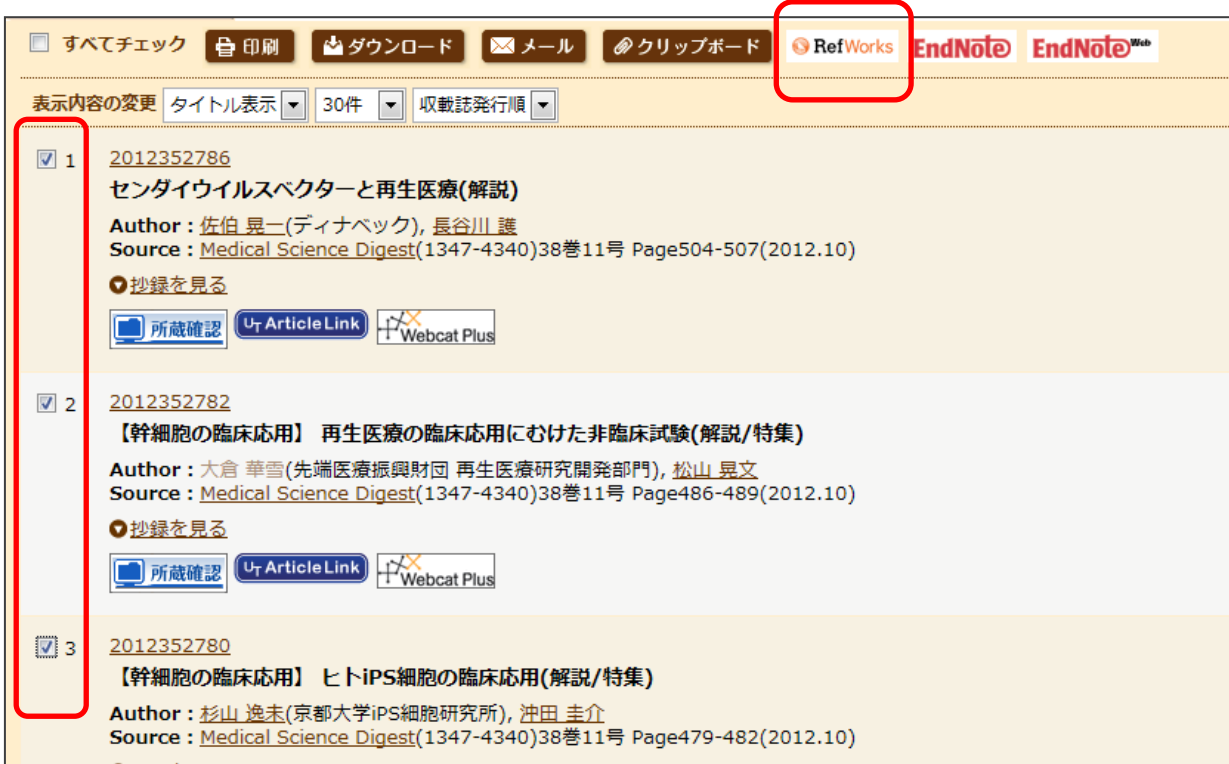 すべてチェック 印刷 ダウンロード メール クリップボード RefWorks EndNote EndNote Web
表示内容の変更 タイトル表示 30件 収載誌発行順
1 2012352786
センダイウイルスベクターと再生医療(解説)
Author : 佐伯 晃一(ディナベック), 長谷川 護
Source : Medical Science Digest(1347-4340)38巻11号 Page504-507(2012.10)
抄録を見る
所蔵確認 UT Article Link Webcat Plus
2 2012352782
【幹細胞の臨床応用】 再生医療の臨床応用にむけた非臨床試験(解説/特集)
Author : 大倉 華雪(先端医療振興財団 再生医療研究開発部門), 松山 晃文
Source : Medical Science Digest(1347-4340)38巻11号 Page486-489(2012.10)
抄録を見る
所蔵確認 UT Article Link Webcat Plus
3 2012352780
【幹細胞の臨床応用】 ヒトiPS細胞の臨床応用(解説/特集)
Author : 杉山 逸未(京都大学iPS細胞研究所), 沖田 圭介
Source : Medical Science Digest(1347-4340)38巻11号 Page479-482(2012.10)